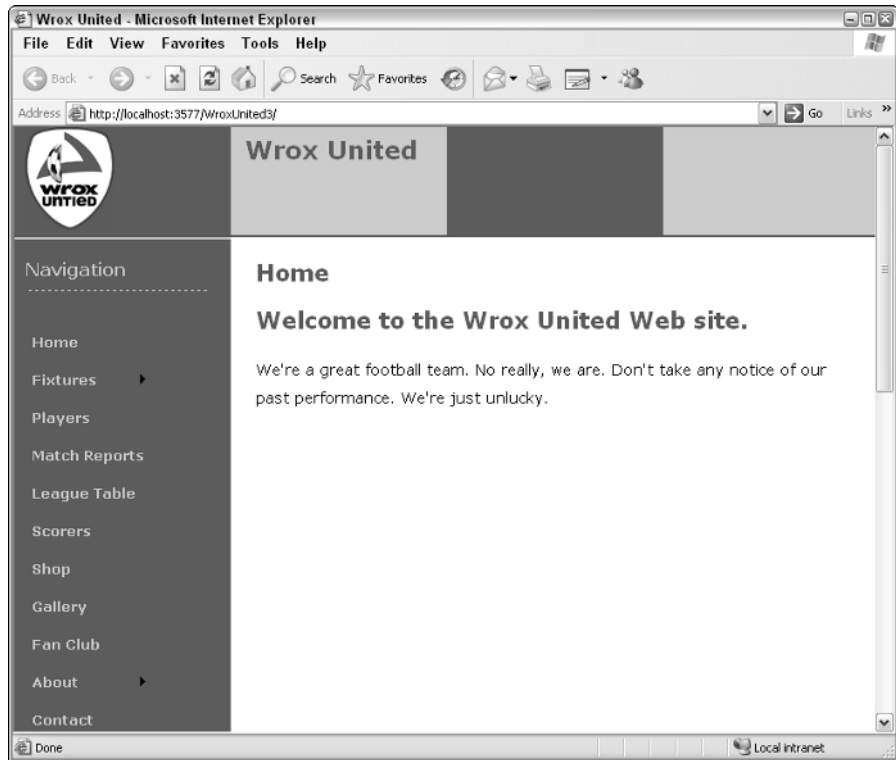 Wrox United - Microsoft Internet Explorer
File Edit View Favorites Tools Help
Back Search Favorites
Address http://localhost:3577/WroxUnited3/ Go Links »
wrox
UNTIED
Wrox United
Navigation
Home
Fixtures
Players
Match Reports
League Table
Scorers
Shop
Gallery
Fan Club
About
Contact
Home
Welcome to the Wrox United Web site.
We're a great football team. No really, we are. Don't take any notice of our
past performance. We're just unlucky.
Done Local intranet